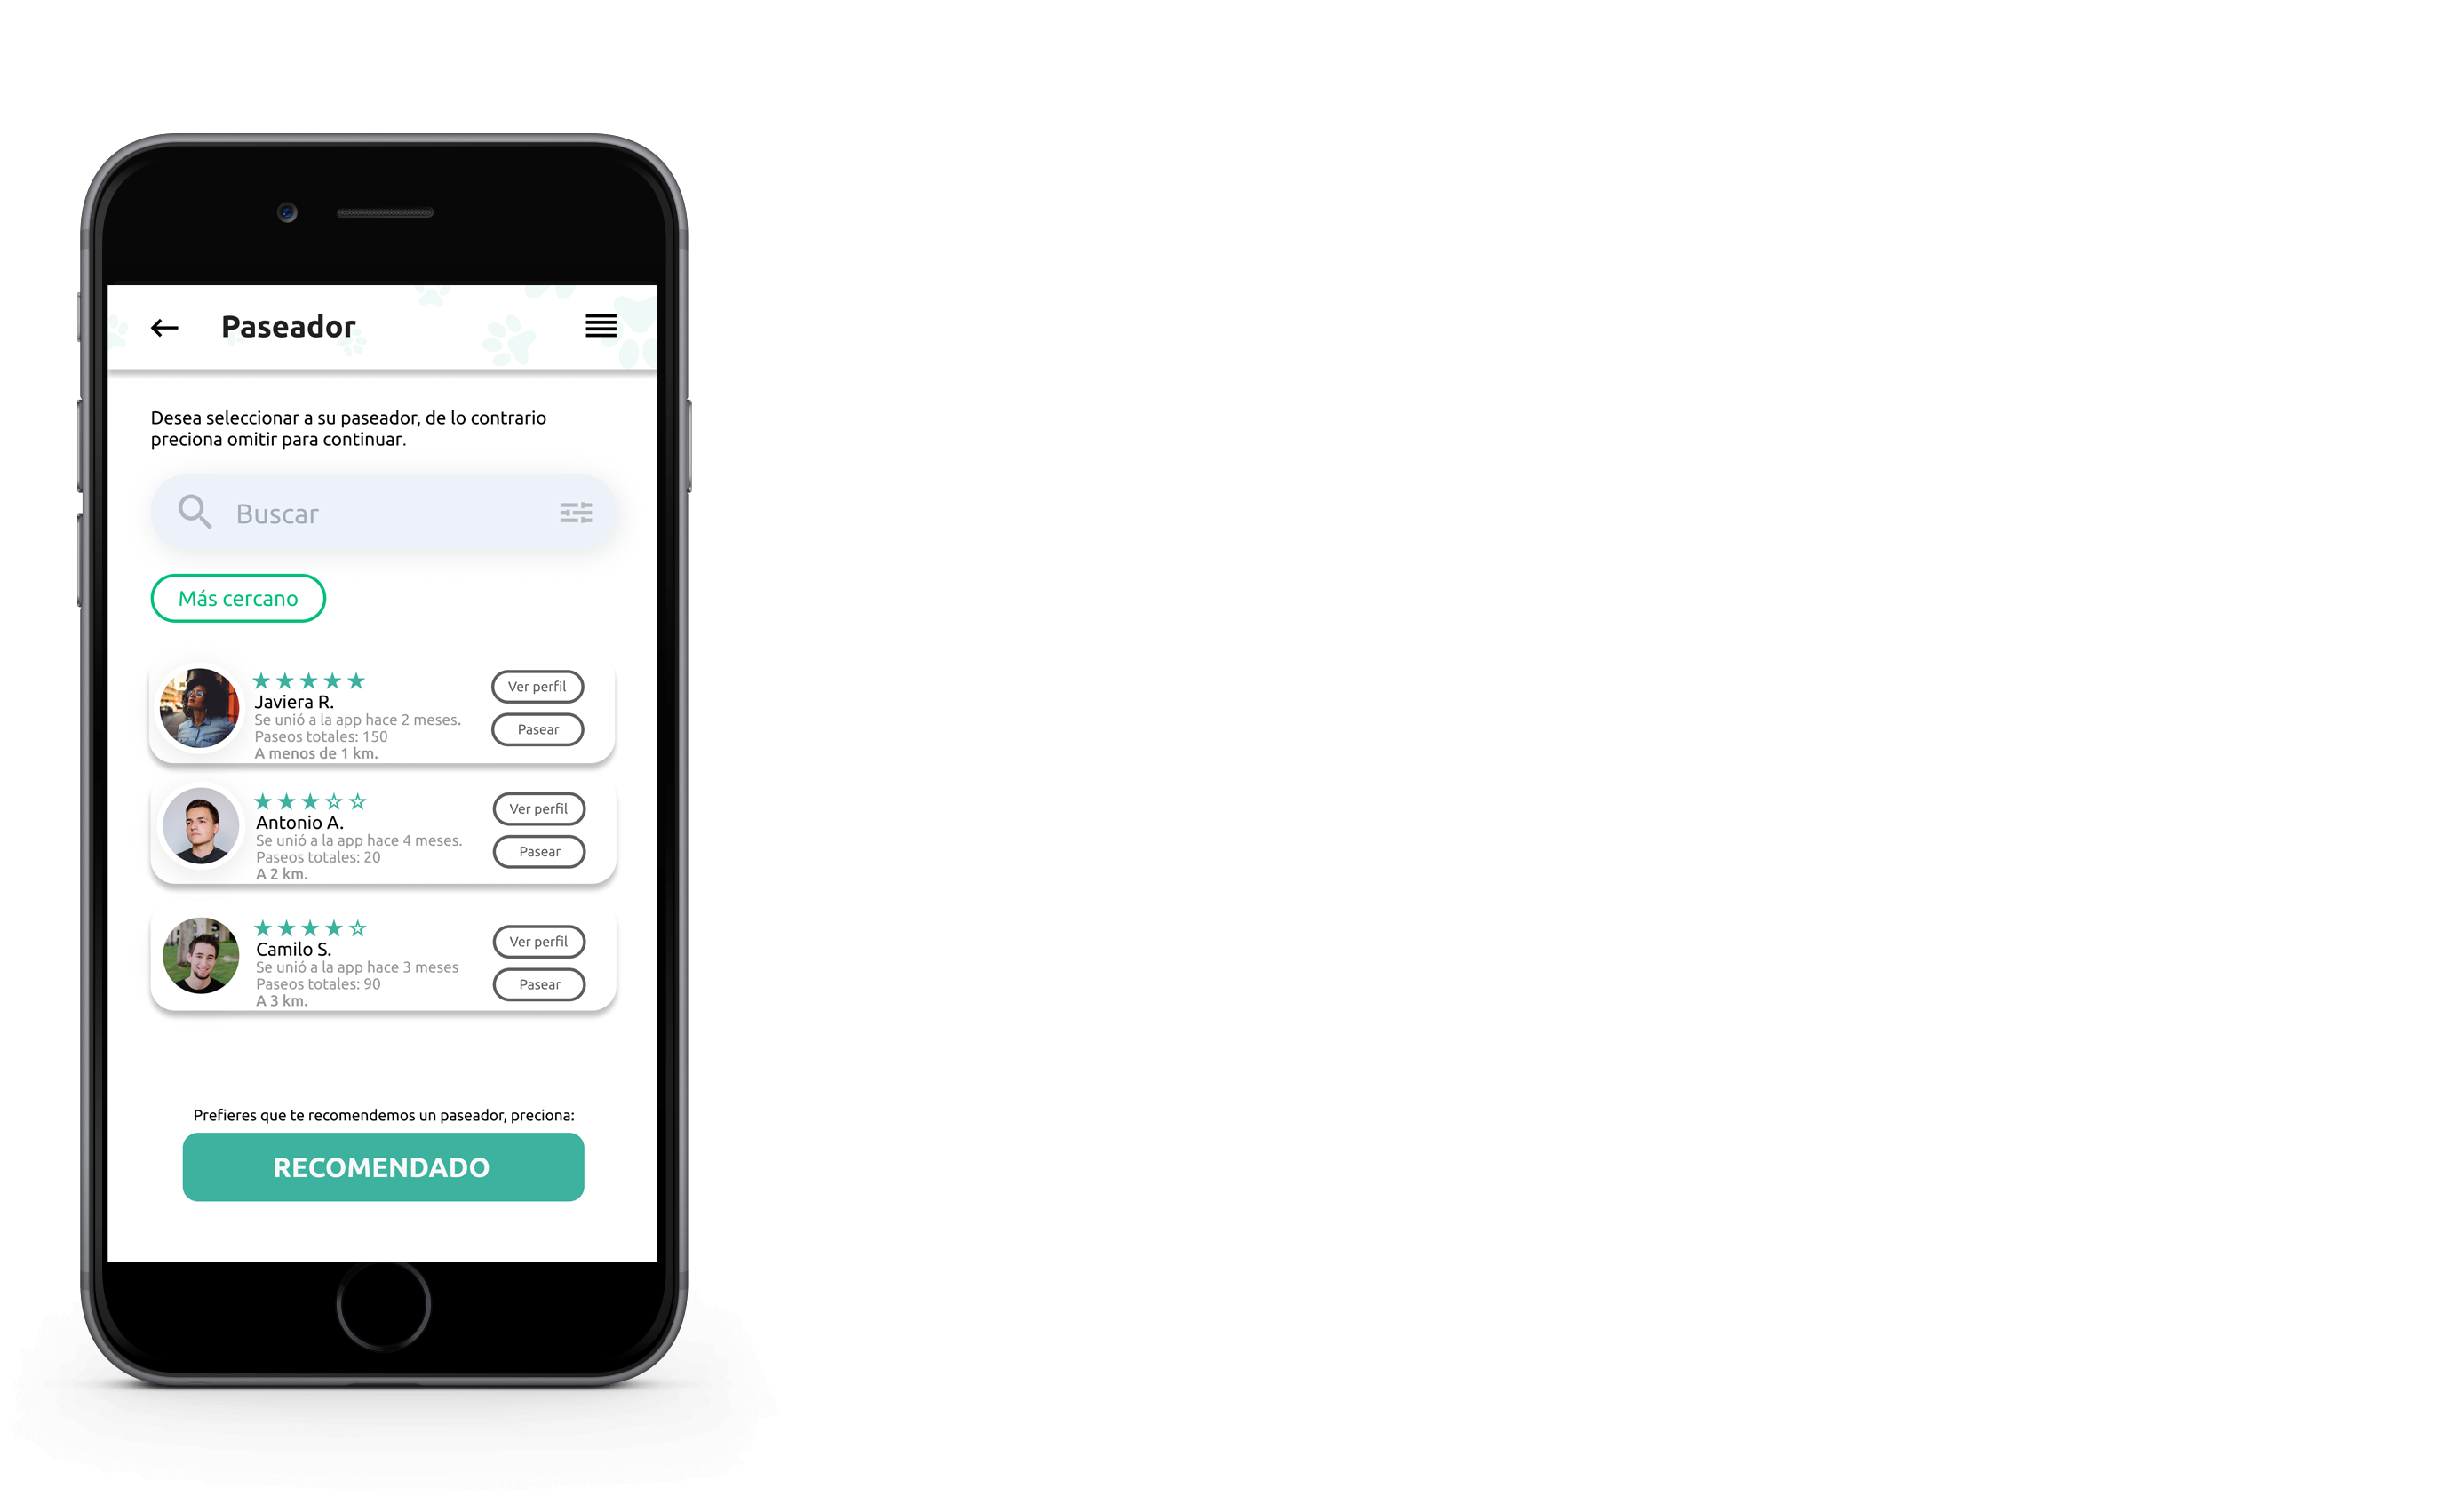 Paseador
Desea seleccionar a su paseador, de lo contrario
preciona omitir para continuar.
Buscar
Más cercano
Javiera R.
Se unió a la app hace 2 meses.
Paseos totales: 150
A menos de 1 km.
Ver perfil
Pasear
Antonio A.
Se unió a la app hace 4 meses.
Paseos totales: 20
A 2 km.
Ver perfil
Pasear
Camilo S.
Se unió a la app hace 3 meses
Paseos totales: 90
A 3 km.
Ver perfil
Pasear
Prefieres que te recomendemos un paseador, preciona:
RECOMENDADO